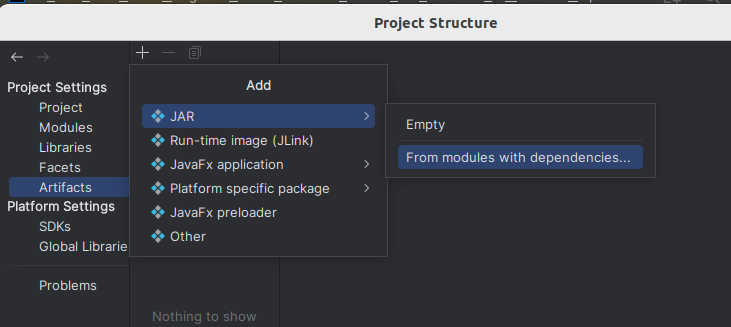 Project Structure
Project Settings
Project
Modules
Libraries
Facets
Artifacts
Platform Settings
SDKs
Global Librarie
Problems
Add
JAR
Run-time image (JLink)
JavaFx application
Platform specific package
JavaFx preloader
Other
Empty
From modules with dependencies...
Nothing to show